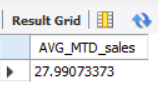 Result Grid
AVG_MTD_sales
27.99073373